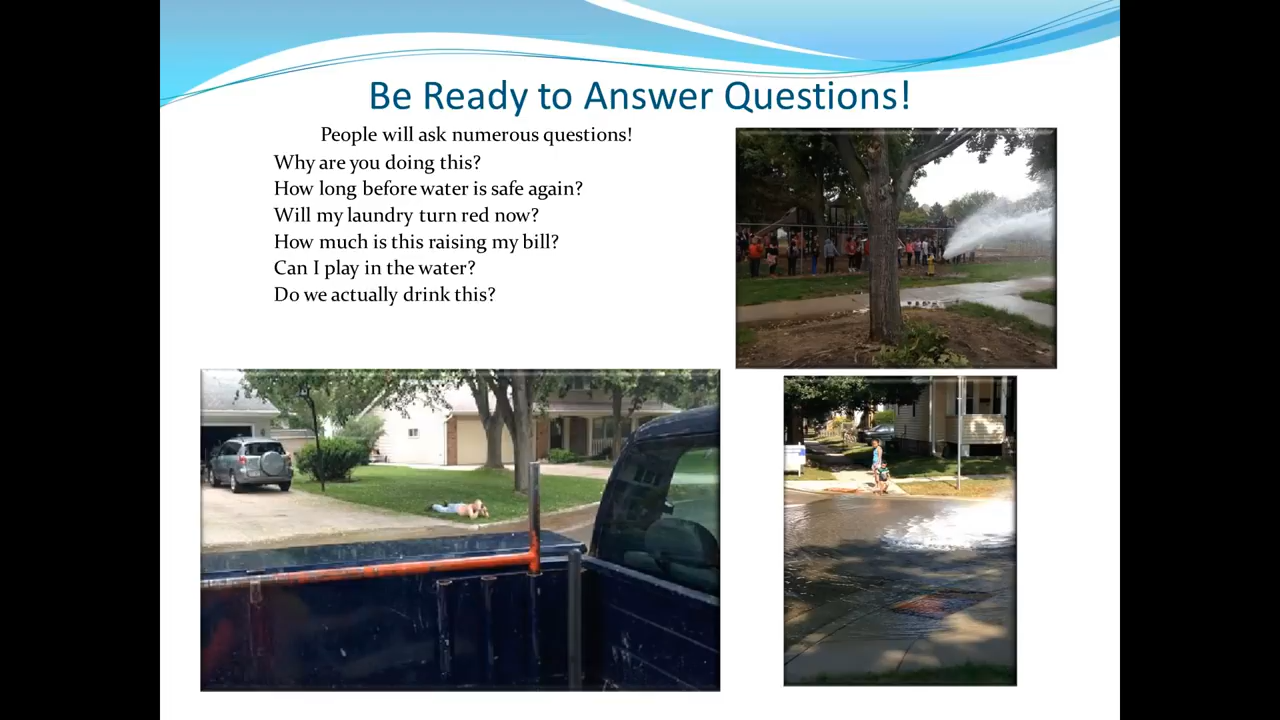 Be Ready to Answer Questions!
People will ask numerous questions!
Why are you doing this?
How long before water is safe again?
Will my laundry turn red now?
How much is this raising my bill?
Can I play in the water?
Do we actually drink this?